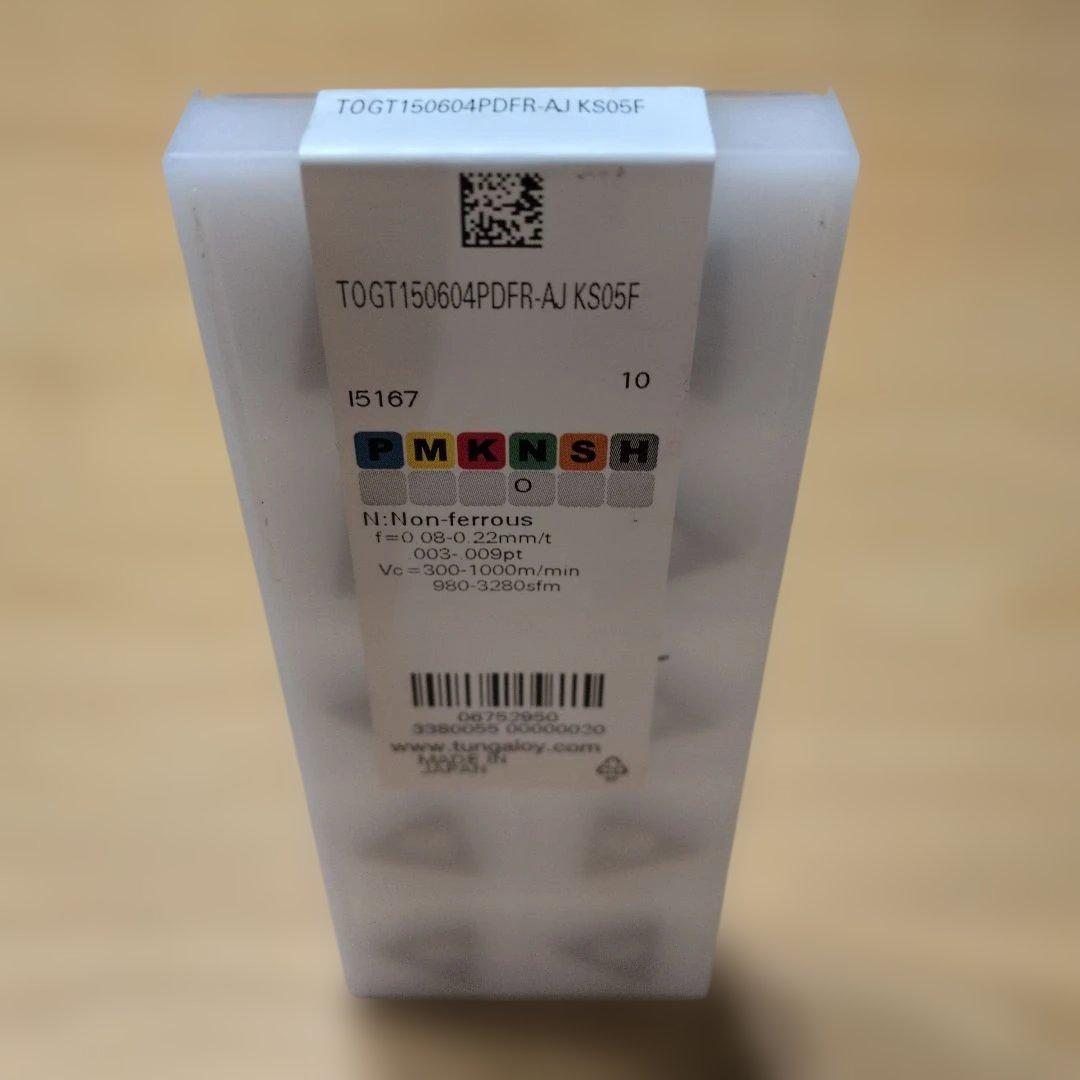 TOGT150604PDFR-AJ KS05F
TOGT150604PDFR-AJ KS05F
10
I5167
P M K N S H
O
N:Non-ferrous
f=0.08-0.22mm/t
.003-.009pt
Vc=300-1000m/min
980-3280sfm
06752950
3380055 00000020
www.tungaloy.com
MADE IN
JAPAN